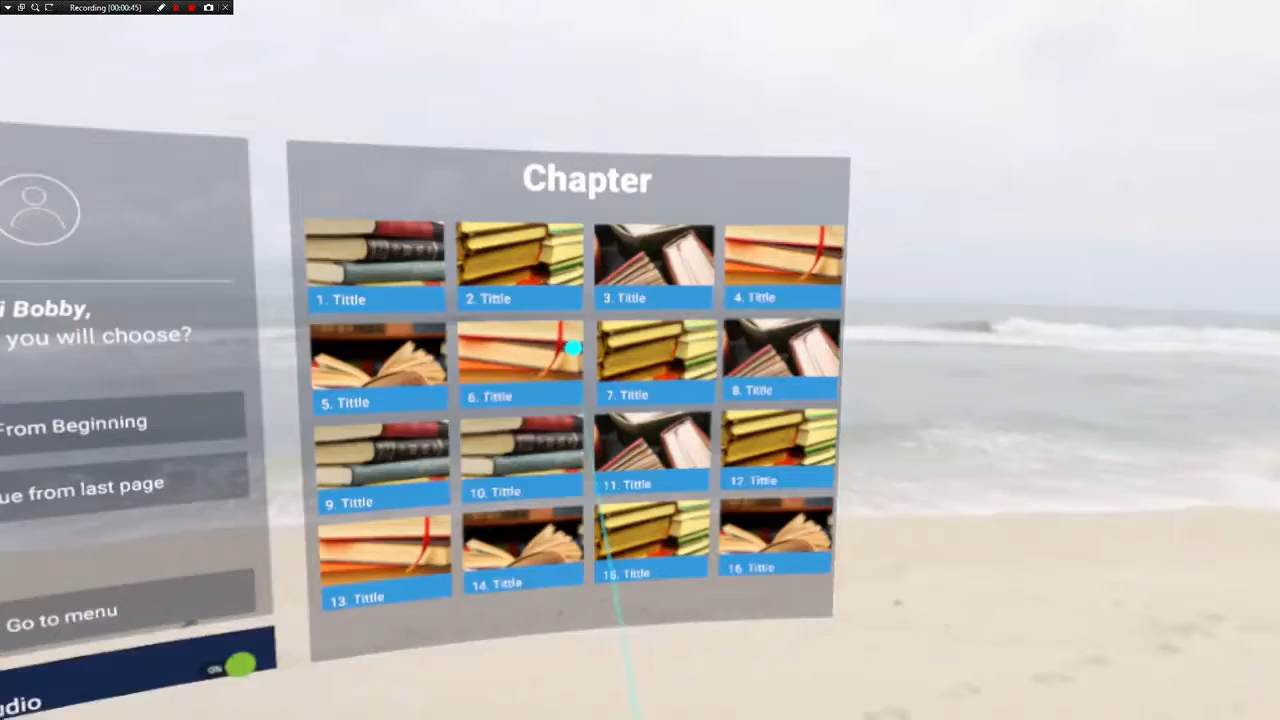 Recording [00:00:45]
Chapter
1. Tittle
2. Tittle
3. Tittle
4. Tittle
5. Tittle
6. Tittle
7. Tittle
8. Tittle
9. Tittle
10. Tittle
11. Tittle
12. Tittle
13. Tittle
14. Tittle
15. Tittle
16. Tittle
i Bobby,
you will choose?
From Beginning
ue from last page
Go to menu
0%
udio